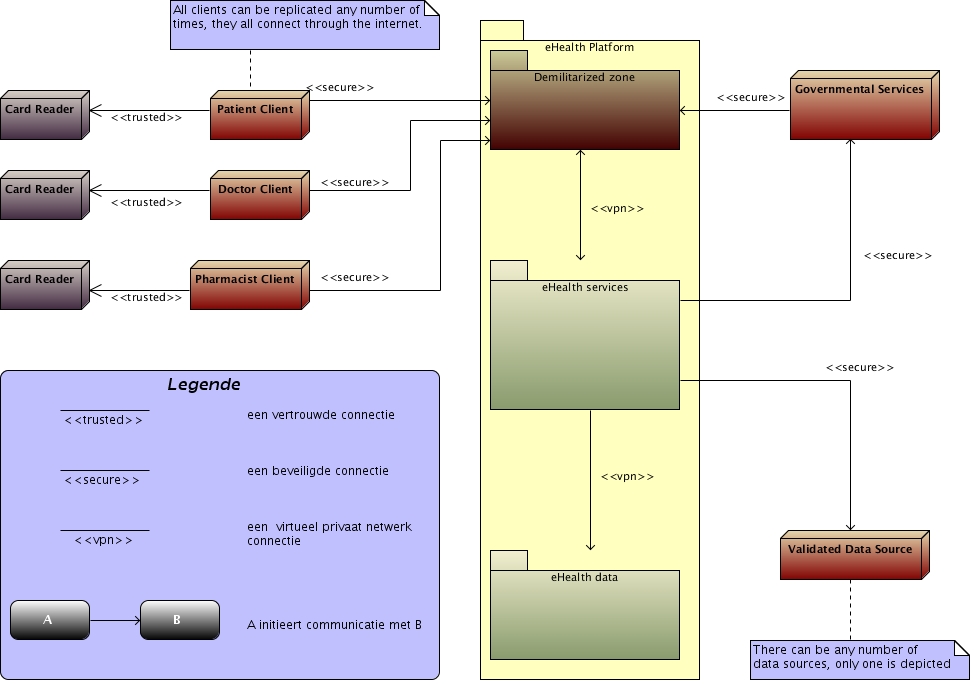 All clients can be replicated any number of
times, they all connect through the internet.
eHealth Platform
Demilitarized zone
<<secure>>
Card Reader
<<trusted>>
Patient Client
<<secure>>
Governmental Services
Card Reader
<<trusted>>
Doctor Client
<<secure>>
<<vpn>>
<<secure>>
Card Reader
<<trusted>>
Pharmacist Client
<<secure>>
eHealth services
<<secure>>
Legende
<<trusted>>
een vertrouwde connectie
<<secure>>
een beveiligde connectie
<<vpn>>
een virtueel privaat netwerk
connectie
A
B
A initieert communicatie met B
<<vpn>>
eHealth data
Validated Data Source
There can be any number of
data sources, only one is depicted